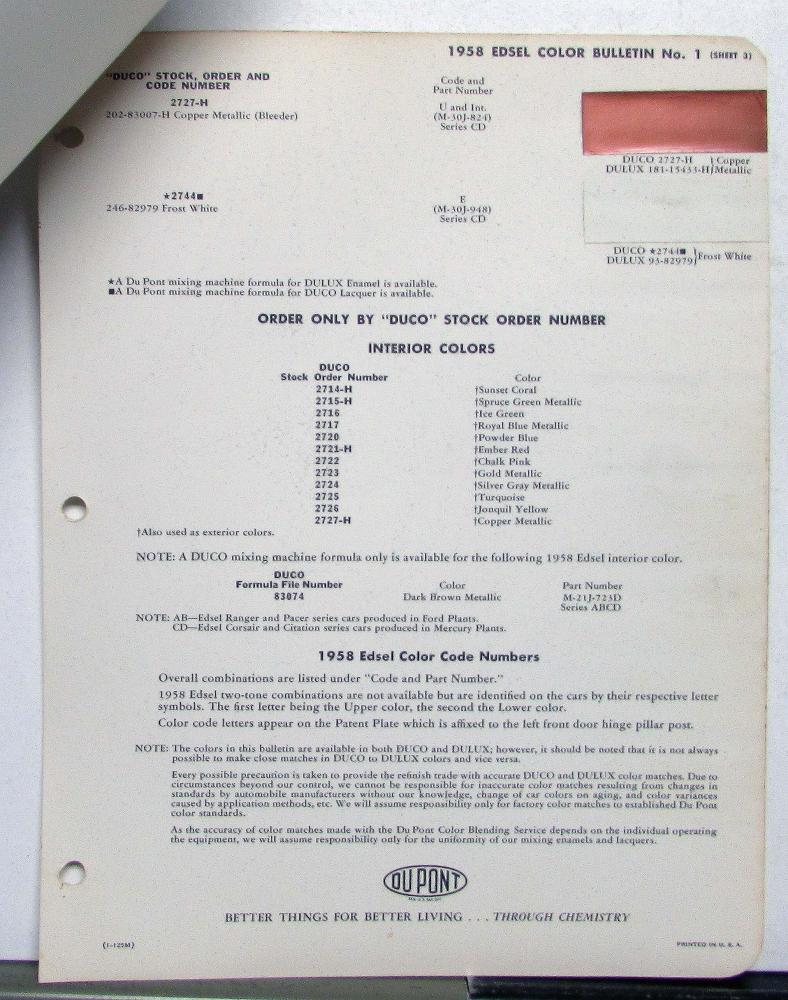 1958 EDSEL COLOR BULLETIN No. 1 (SHEET 3)
"DUCO" STOCK, ORDER AND
CODE NUMBER
Code and
Part Number
2727-H
202-83007-H Copper Metallic (Bleeder)
U and Int.
(M-30J-824)
Series CD
DUCO 2727-H } Copper
DULUX 181-15433-H } Metallic
★2744■
246-82979 Frost White
E
(M-30J-948)
Series CD
DUCO ★2744■
DULUX 93-82979 } Frost White
★A Du Pont mixing machine formula for DULUX Enamel is available.
■A Du Pont mixing machine formula for DUCO Lacquer is available.
ORDER ONLY BY "DUCO" STOCK ORDER NUMBER
INTERIOR COLORS
DUCO
Stock Order Number Color
2714-H †Sunset Coral
2715-H †Spruce Green Metallic
2716 †Ice Green
2717 †Royal Blue Metallic
2720 †Powder Blue
2721-H †Ember Red
2722 †Chalk Pink
2723 †Gold Metallic
2724 †Silver Gray Metallic
2725 †Turquoise
2726 †Jonquil Yellow
2727-H †Copper Metallic
†Also used as exterior colors.
NOTE: A DUCO mixing machine formula only is available for the following 1958 Edsel interior color.
DUCO
Formula File Number Color Part Number
83074 Dark Brown Metallic M-21J-723D
Series ABCD
NOTE: AB—Edsel Ranger and Pacer series cars produced in Ford Plants.
CD—Edsel Corsair and Citation series cars produced in Mercury Plants.
1958 Edsel Color Code Numbers
Overall combinations are listed under "Code and Part Number."
1958 Edsel two-tone combinations are not available but are identified on the cars by their respective letter
symbols. The first letter being the Upper color, the second the Lower color.
Color code letters appear on the Patent Plate which is affixed to the left front door hinge pillar post.
NOTE: The colors in this bulletin are available in both DUCO and DULUX; however, it should be noted that it is not always
possible to make close matches in DUCO to DULUX colors and vice versa.
Every possible precaution is taken to provide the refinish trade with accurate DUCO and DULUX color matches. Due to
circumstances beyond our control, we cannot be responsible for inaccurate color matches resulting from changes in
standards by automobile manufacturers without our knowledge, change of car colors on aging, and color variances
caused by application methods, etc. We will assume responsibility only for factory color matches to established Du Pont
color standards.
As the accuracy of color matches made with the Du Pont Color Blending Service depends on the individual operating
the equipment, we will assume responsibility only for the uniformity of our mixing enamels and lacquers.
DU PONT
BETTER THINGS FOR BETTER LIVING . . . THROUGH CHEMISTRY
(1-125M)
PRINTED IN U. S. A.